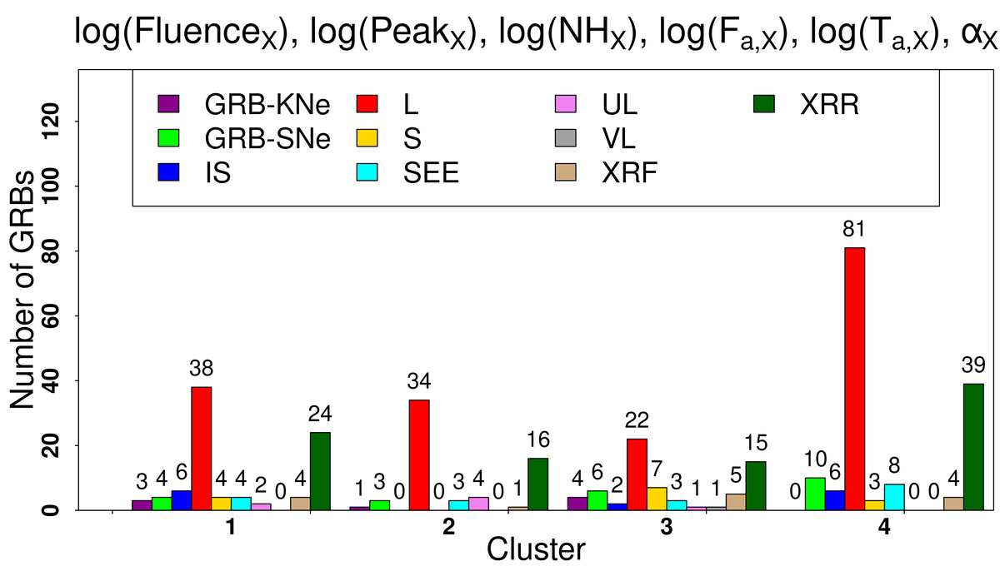 log(Fluence_X), log(Peak_X), log(NH_X), log(F_a,X), log(T_a,X), α_X
GRB-KNe L UL XRR
GRB-SNe S VL
IS SEE XRF
Number of GRBs
120
100
80
60
40
20
0
3 4 6 38 4 4 2 0 4 24
1 3 0 34 0 3 4 0 1 16
4 6 2 22 7 3 1 1 5 15
0 10 6 81 3 8 0 0 4 39
1 2 3 4
Cluster